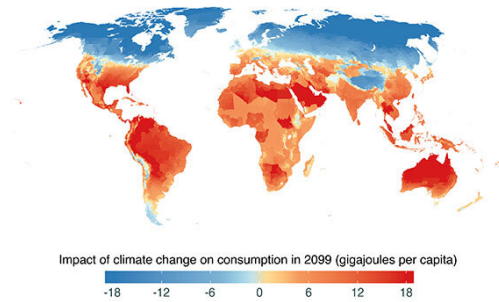 Impact of climate change on consumption in 2099 (gigajoules per capita)
-18 -12 -6 0 6 12 18